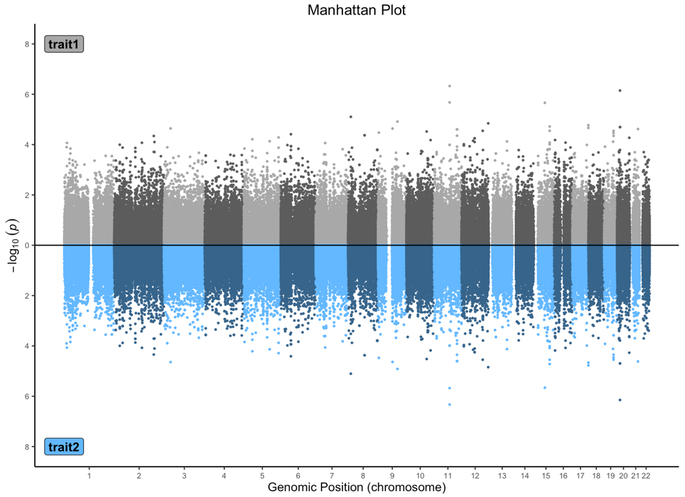 Manhattan Plot
trait1
8
6
4
2
0
2
4
6
8
−log10 (p)
trait2
1 2 3 4 5 6 7 8 9 10 11 12 13 14 15 16 17 18 19 20 21 22
Genomic Position (chromosome)